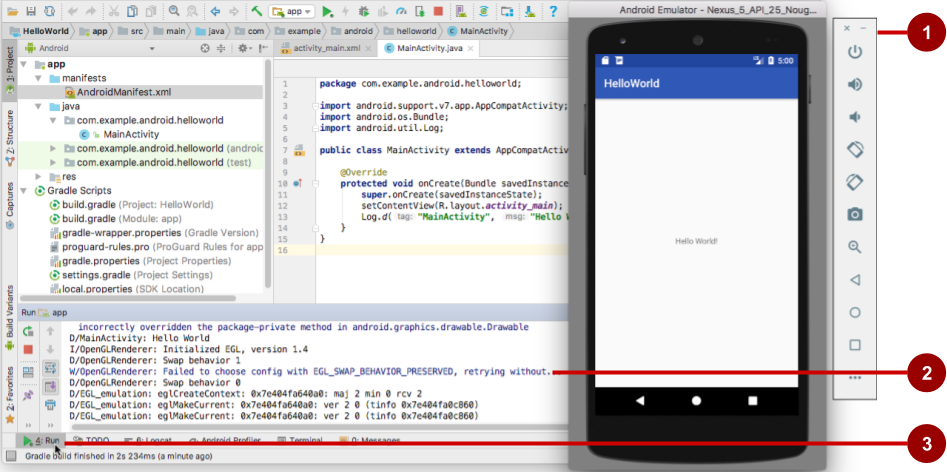 Android Emulator - Nexus_5_API_25_Noug...
app
HelloWorld app src main java com example android helloworld MainActivity
Android
activity_main.xml
MainActivity.java
1: Project
Z: Structure
Captures
Build Variants
2: Favorites
app
manifests
AndroidManifest.xml
java
com.example.android.helloworld
MainActivity
com.example.android.helloworld (androic
com.example.android.helloworld (test)
res
Gradle Scripts
build.gradle (Project: HelloWorld)
build.gradle (Module: app)
gradle-wrapper.properties (Gradle Version)
proguard-rules.pro (ProGuard Rules for app
gradle.properties (Project Properties)
settings.gradle (Project Settings)
local.properties (SDK Location)
1 package com.example.android.helloworld;
2
3 import android.support.v7.app.AppCompatActivity;
4 import android.os.Bundle;
5 import android.util.Log;
6
7 public class MainActivity extends AppCompatActiv
8
9 @Override
10 protected void onCreate(Bundle savedInstance
11 super.onCreate(savedInstanceState);
12 setContentView(R.layout.activity_main);
13 Log.d( tag: "MainActivity", msg: "Hello W
14 }
15 }
16
5:00
HelloWorld
Hello World!
Run app
incorrectly overridden the package-private method in android.graphics.drawable.Drawable
D/MainActivity: Hello World
I/OpenGLRenderer: Initialized EGL, version 1.4
D/OpenGLRenderer: Swap behavior 1
W/OpenGLRenderer: Failed to choose config with EGL_SWAP_BEHAVIOR_PRESERVED, retrying without..
D/OpenGLRenderer: Swap behavior 0
D/EGL_emulation: eglCreateContext: 0x7e404fa640a0: maj 2 min 0 rcv 2
D/EGL_emulation: eglMakeCurrent: 0x7e404fa640a0: ver 2 0 (tinfo 0x7e404fa0c860)
D/EGL_emulation: eglMakeCurrent: 0x7e404fa640a0: ver 2 0 (tinfo 0x7e404fa0c860)
4: Run TODO 6: Logcat Android Profiler Terminal 0: Messages
Gradle build finished in 2s 234ms (a minute ago)
1
2
3